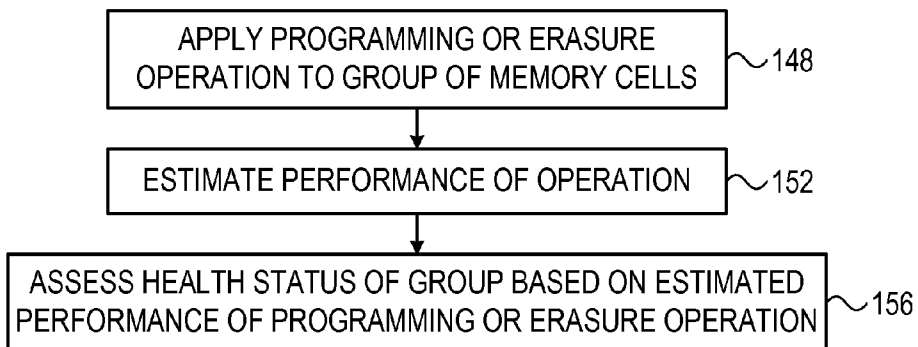 APPLY PROGRAMMING OR ERASURE
OPERATION TO GROUP OF MEMORY CELLS
148
ESTIMATE PERFORMANCE OF OPERATION
152
ASSESS HEALTH STATUS OF GROUP BASED ON ESTIMATED
PERFORMANCE OF PROGRAMMING OR ERASURE OPERATION
156